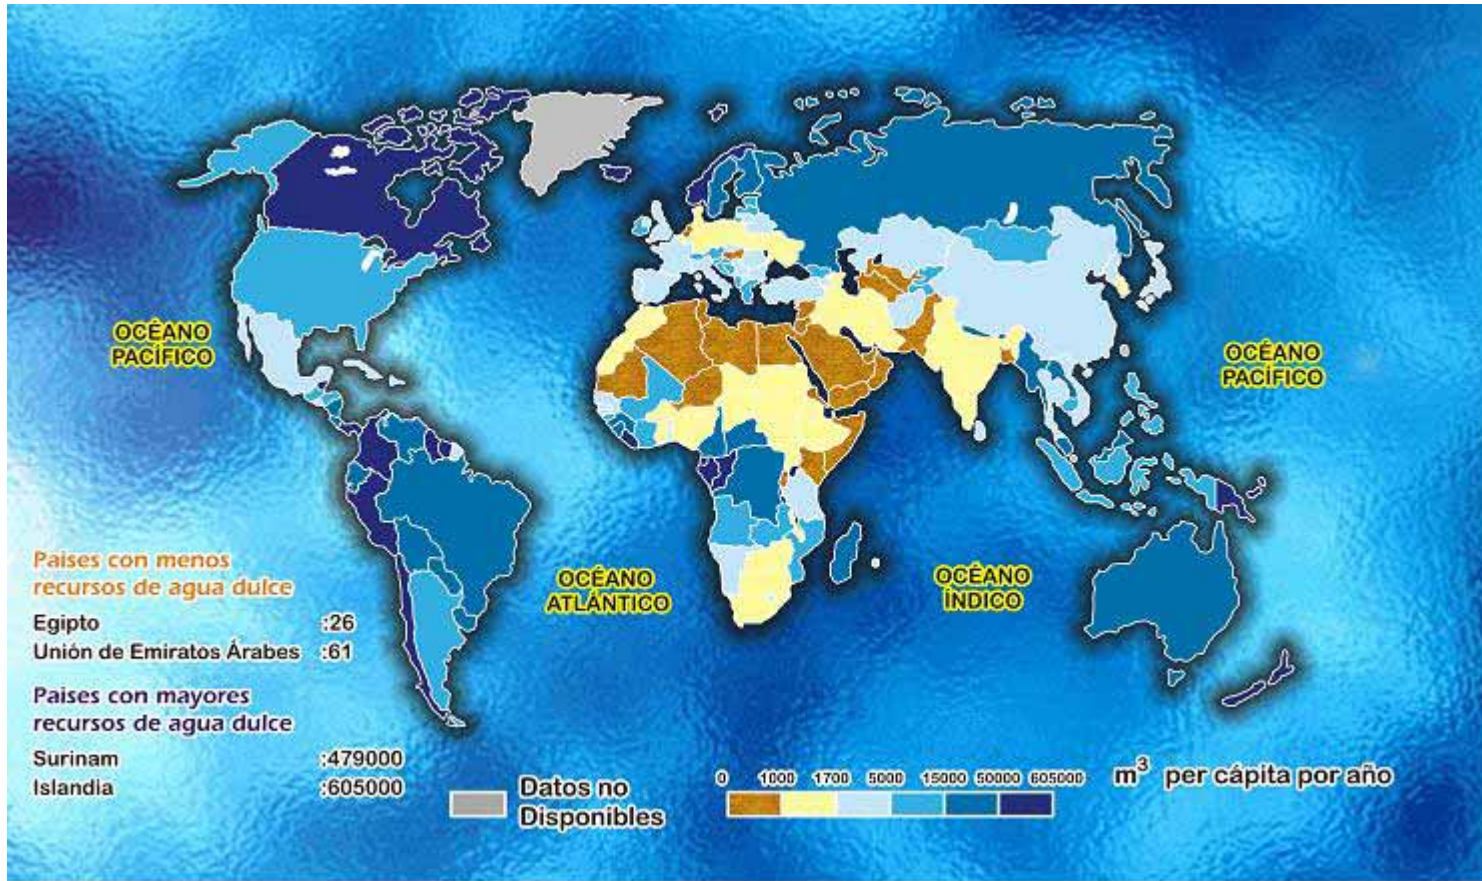 OCÉANO
PACÍFICO
OCÉANO
PACÍFICO
OCÉANO
ATLÁNTICO
OCÉANO
ÍNDICO
Paises con menos
recursos de agua dulce
Egipto :26
Unión de Emiratos Árabes :61
Paises con mayores
recursos de agua dulce
Surinam :479000
Islandia :605000
Datos no
Disponibles
0 1000 1700 5000 15000 50000 605000 m³ per cápita por año